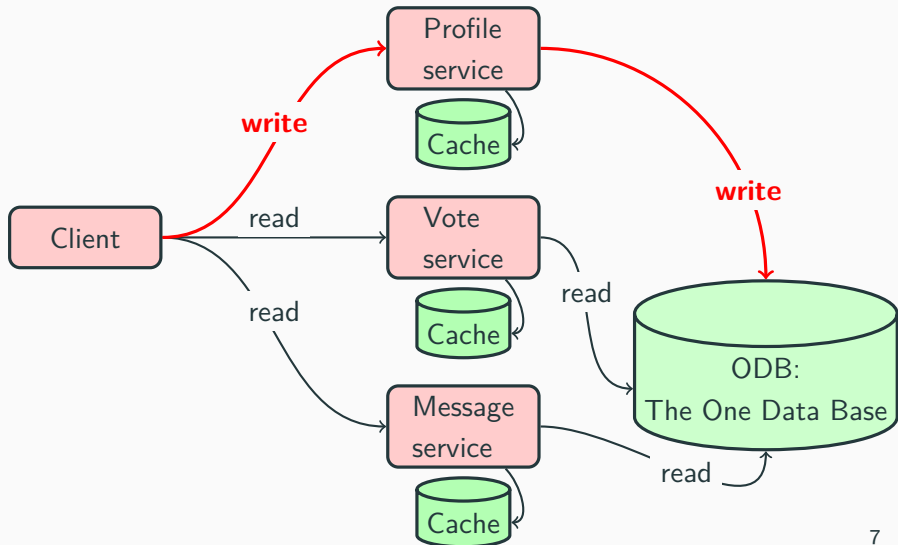 Profile
service
write
Cache
write
Client
read
Vote
service
read
read
Cache
ODB:
The One Data Base
Message
service
read
Cache
7